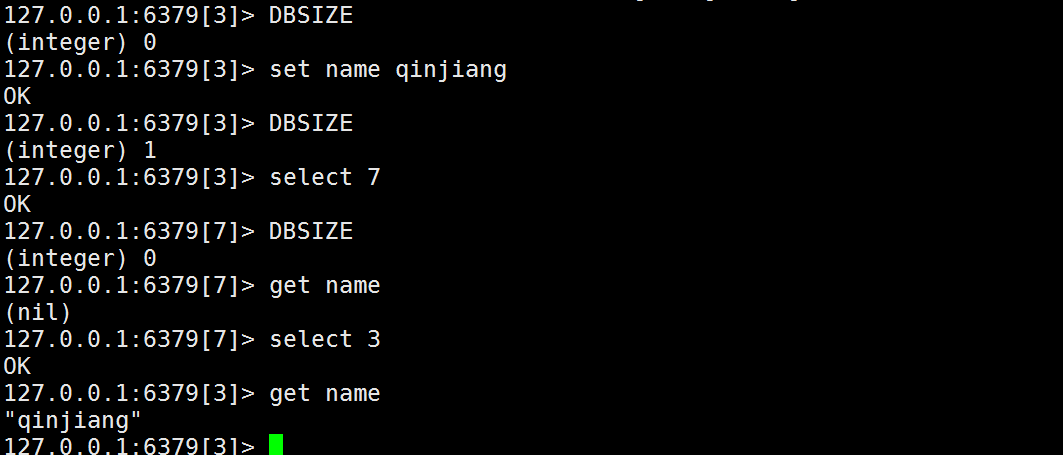 127.0.0.1:6379[3]> DBSIZE
(integer) 0
127.0.0.1:6379[3]> set name qinjiang
OK
127.0.0.1:6379[3]> DBSIZE
(integer) 1
127.0.0.1:6379[3]> select 7
OK
127.0.0.1:6379[7]> DBSIZE
(integer) 0
127.0.0.1:6379[7]> get name
(nil)
127.0.0.1:6379[7]> select 3
OK
127.0.0.1:6379[3]> get name
"qinjiang"
127.0.0.1:6379[3]>